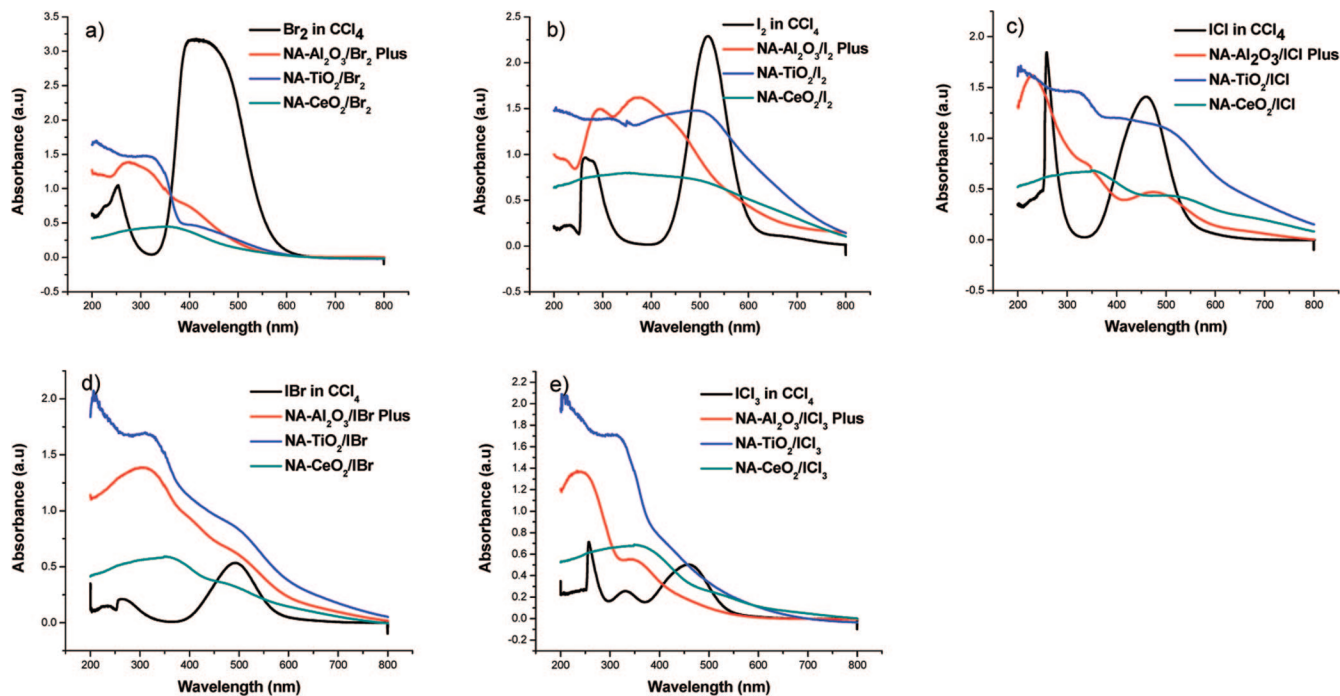 a)
Br₂ in CCl₄
NA-Al₂O₃/Br₂ Plus
NA-TiO₂/Br₂
NA-CeO₂/Br₂
Absorbance (a.u)
3.5
3.0
2.5
2.0
1.5
1.0
0.5
0.0
-0.5
200 300 400 500 600 700 800
Wavelength (nm)
b)
I₂ in CCl₄
NA-Al₂O₃/I₂ Plus
NA-TiO₂/I₂
NA-CeO₂/I₂
Absorbance (a.u)
2.5
2.0
1.5
1.0
0.5
0.0
-0.5
200 300 400 500 600 700 800
Wavelength (nm)
c)
ICl in CCl₄
NA-Al₂O₃/ICl Plus
NA-TiO₂/ICl
NA-CeO₂/ICl
Absorbance (a.u)
2.0
1.5
1.0
0.5
0.0
-0.5
200 300 400 500 600 700 800
Wavelength (nm)
d)
IBr in CCl₄
NA-Al₂O₃/IBr Plus
NA-TiO₂/IBr
NA-CeO₂/IBr
Absorbance (a.u)
2.0
1.5
1.0
0.5
0.0
200 300 400 500 600 700 800
Wavelength (nm)
e)
ICl₃ in CCl₄
NA-Al₂O₃/ICl₃ Plus
NA-TiO₂/ICl₃
NA-CeO₂/ICl₃
Absorbance (a.u)
2.2
2.0
1.8
1.6
1.4
1.2
1.0
0.8
0.6
0.4
0.2
0.0
-0.2
200 300 400 500 600 700 800
Wavelength (nm)